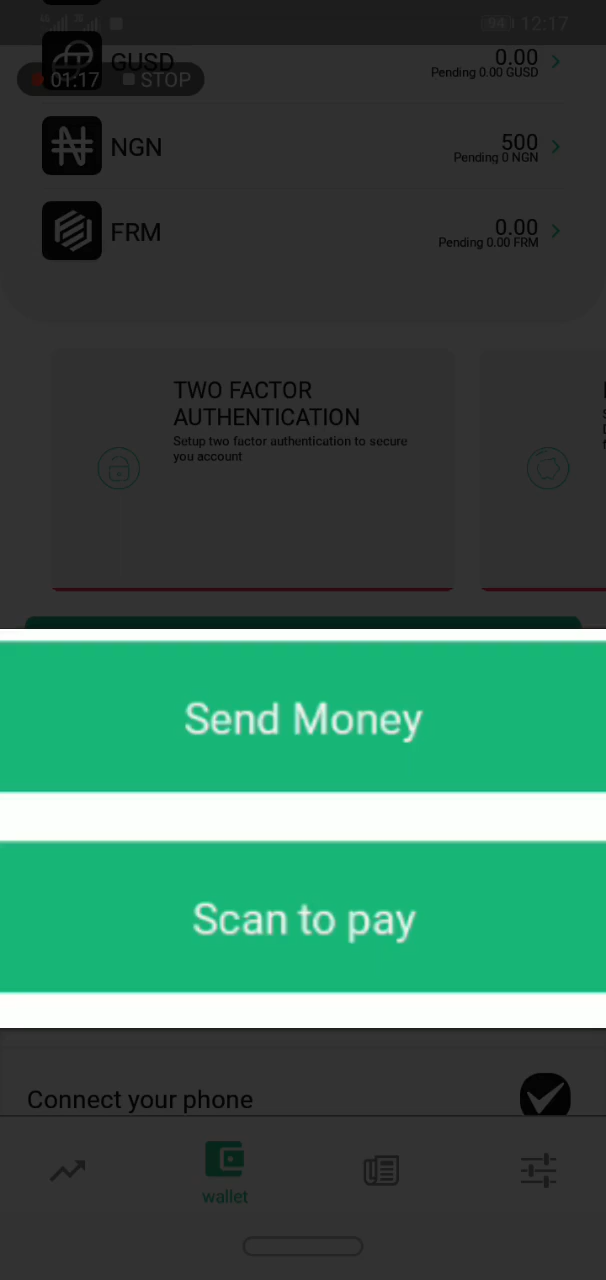 94 12:17
GUSD
0.00
Pending 0.00 GUSD
01:17 STOP
NGN
500
Pending 0 NGN
FRM
0.00
Pending 0.00 FRM
TWO FACTOR
AUTHENTICATION
Setup two factor authentication to secure
you account
Send Money
Scan to pay
Connect your phone
wallet